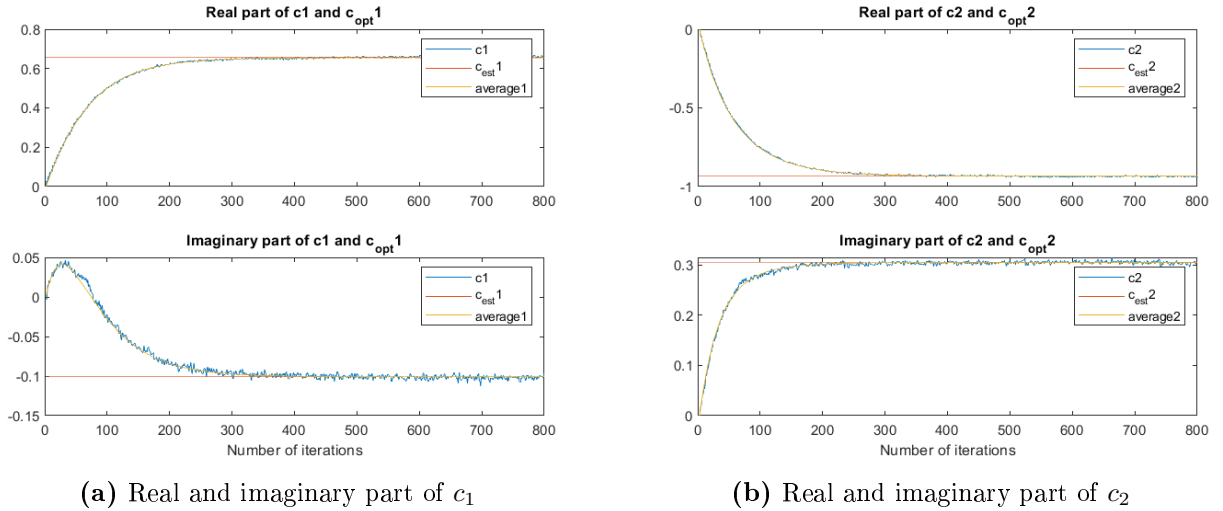 Real part of c1 and c_opt1
0.8
0.6
0.4
0.2
0
c1
c_est1
average1
0 100 200 300 400 500 600 700 800
Imaginary part of c1 and c_opt1
0.05
0
-0.05
-0.1
-0.15
c1
c_est1
average1
0 100 200 300 400 500 600 700 800
Number of iterations
(a) Real and imaginary part of c₁
Real part of c2 and c_opt2
0
-0.5
-1
c2
c_est2
average2
0 100 200 300 400 500 600 700 800
Imaginary part of c2 and c_opt2
0.3
0.2
0.1
0
c2
c_est2
average2
0 100 200 300 400 500 600 700 800
Number of iterations
(b) Real and imaginary part of c₂